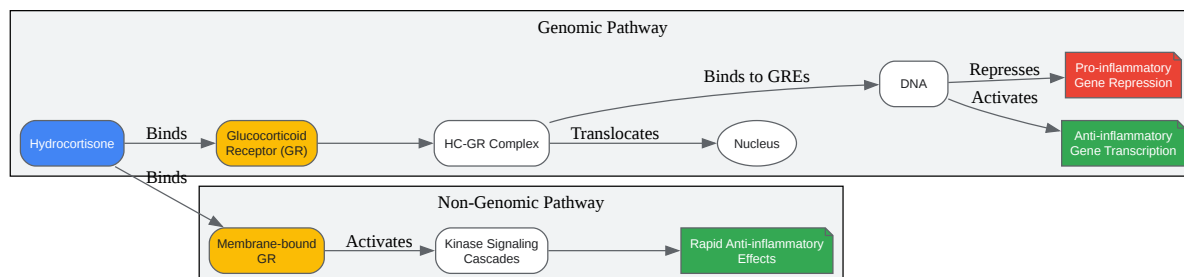 Genomic Pathway
Hydrocortisone
Binds
Glucocorticoid
Receptor (GR)
HC-GR Complex
Binds to GREs
Translocates
Nucleus
DNA
Represses
Activates
Pro-inflammatory
Gene Repression
Anti-inflammatory
Gene Transcription
Binds
Non-Genomic Pathway
Membrane-bound
GR
Activates
Kinase Signaling
Cascades
Rapid Anti-inflammatory
Effects